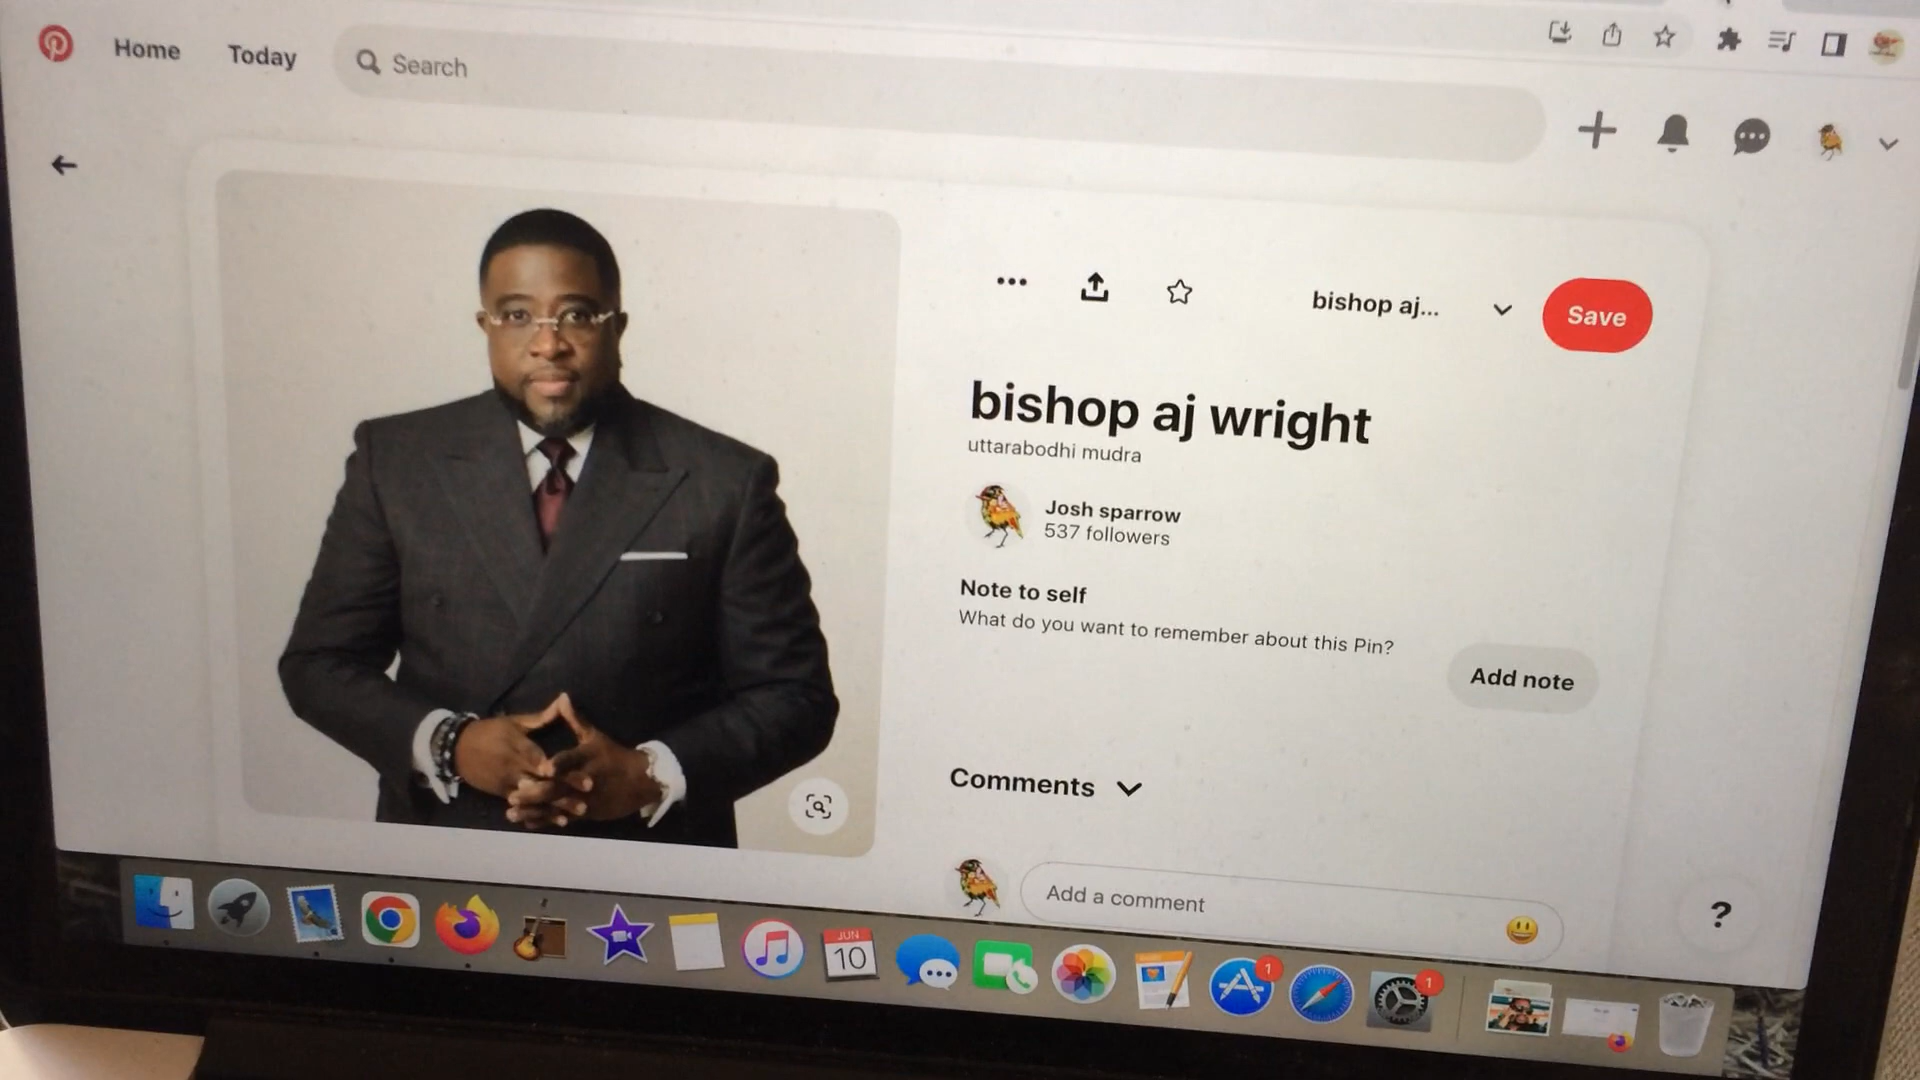 Home
Today
Search
bishop aj...
Save
bishop aj wright
uttarabodhi mudra
Josh sparrow
537 followers
Note to self
What do you want to remember about this Pin?
Add note
Comments
Add a comment
?
JUN
10
1
1